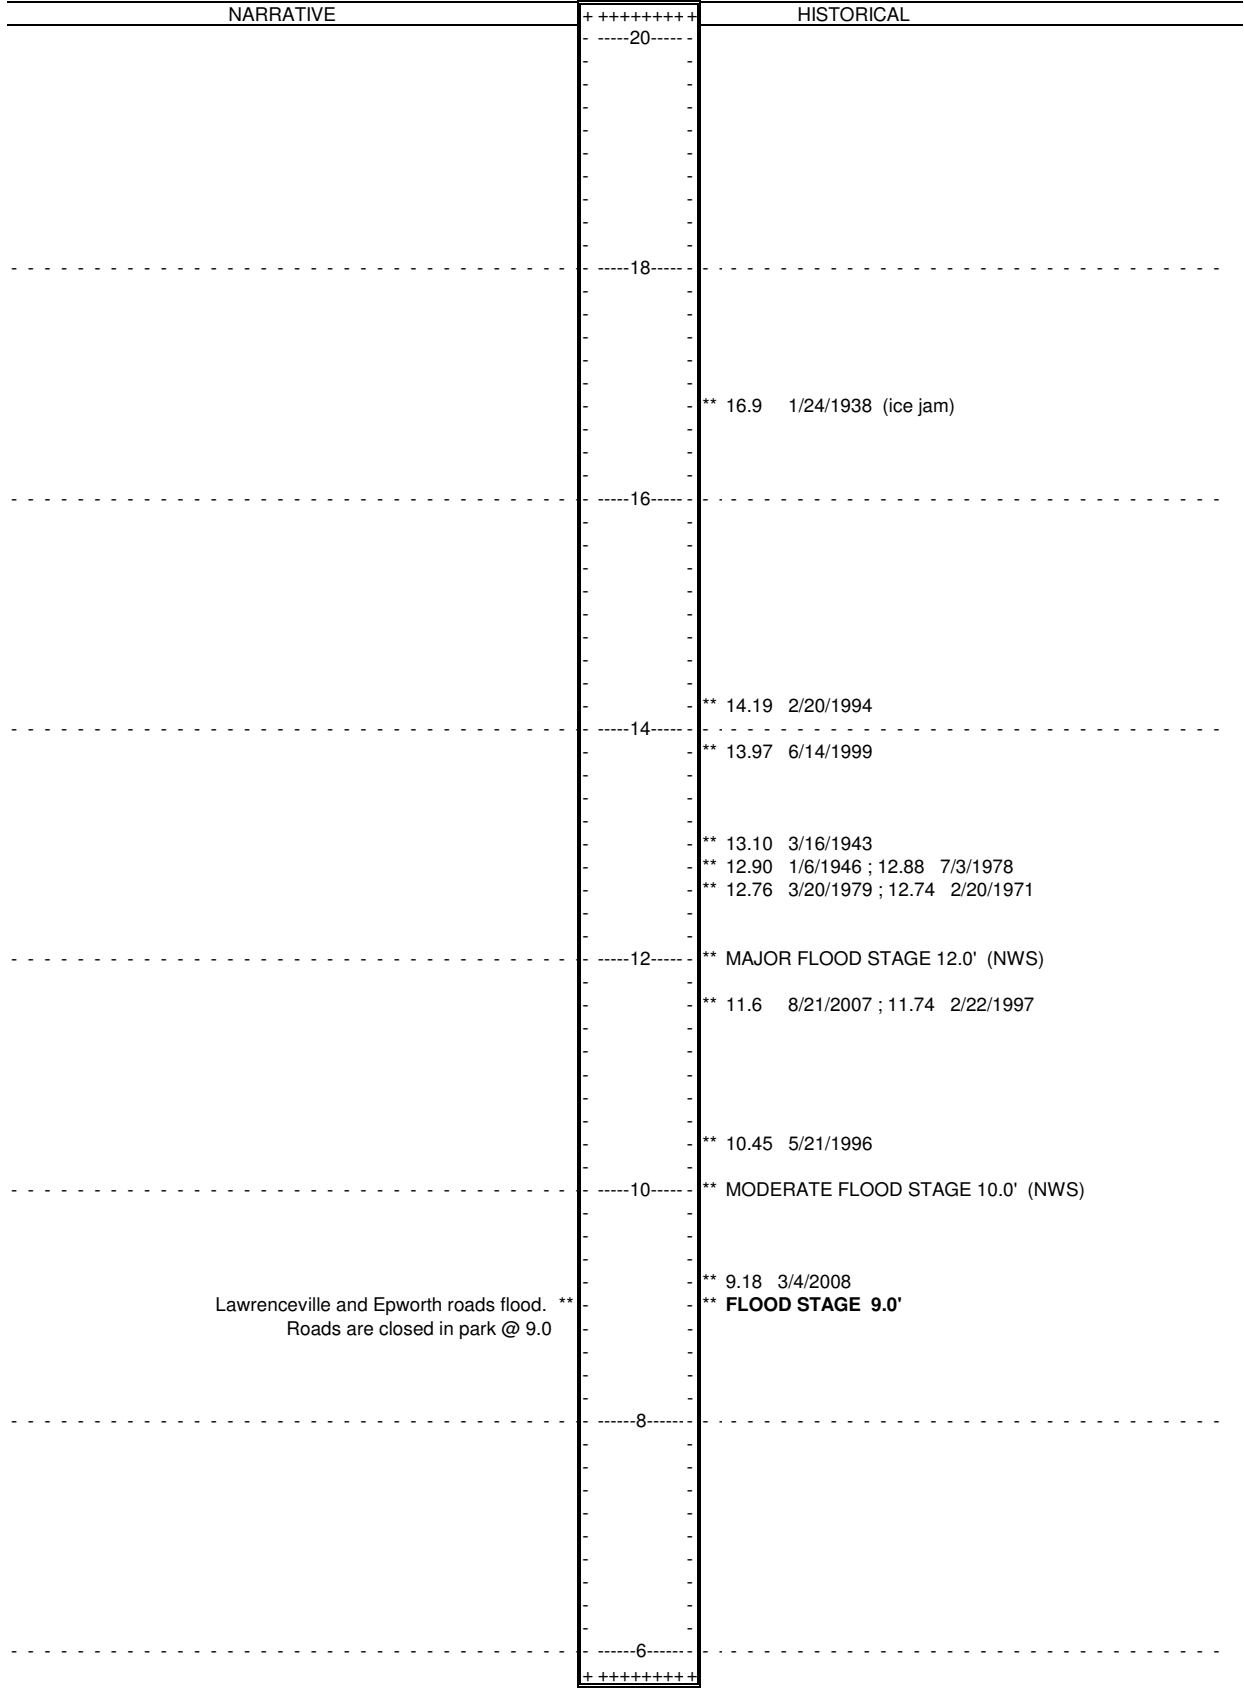 NARRATIVE + ++++++++ + HISTORICAL
- -----20----- -
- -----18----- -
** 16.9 1/24/1938 (ice jam)
- -----16----- -
** 14.19 2/20/1994
- -----14----- -
** 13.97 6/14/1999
** 13.10 3/16/1943
** 12.90 1/6/1946 ; 12.88 7/3/1978
** 12.76 3/20/1979 ; 12.74 2/20/1971
- -----12----- - ** MAJOR FLOOD STAGE 12.0' (NWS)
** 11.6 8/21/2007 ; 11.74 2/22/1997
** 10.45 5/21/1996
- -----10----- - ** MODERATE FLOOD STAGE 10.0' (NWS)
** 9.18 3/4/2008
Lawrenceville and Epworth roads flood. ** ** FLOOD STAGE 9.0'
Roads are closed in park @ 9.0
- ------8------ -
- ------6------ -
+ ++++++++ +